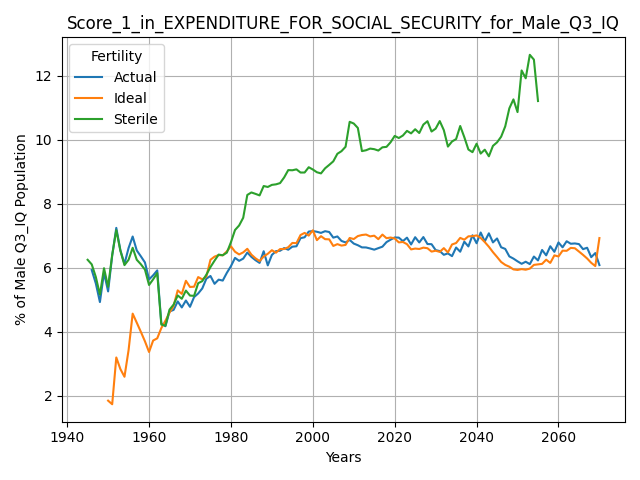 Score_1_in_EXPENDITURE_FOR_SOCIAL_SECURITY_for_Male_Q3_IQ
% of Male Q3_IQ Population
12
10
8
6
4
2
Fertility
Actual
Ideal
Sterile
1940 1960 1980 2000 2020 2040 2060
Years